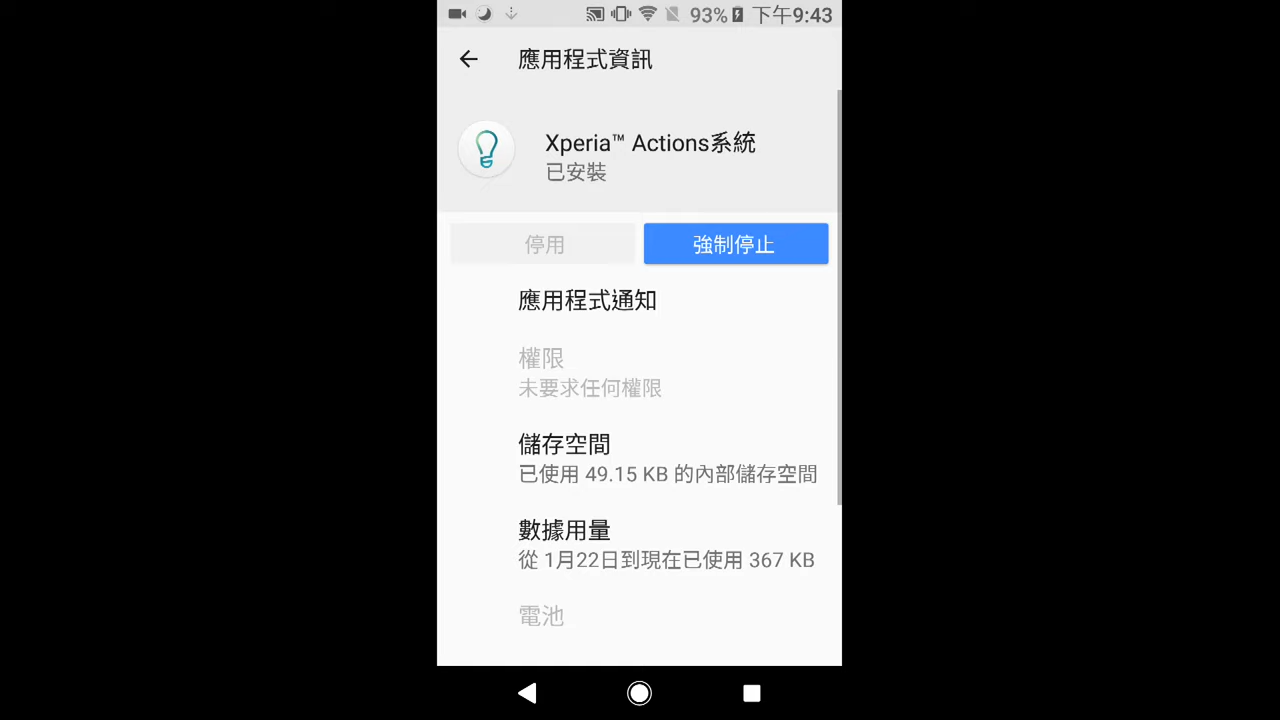 93% 下午9:43
應用程式資訊
Xperia™ Actions系統
已安裝
停用
強制停止
應用程式通知
權限
未要求任何權限
儲存空間
已使用 49.15 KB 的內部儲存空間
數據用量
從 1月22日到現在已使用 367 KB
電池